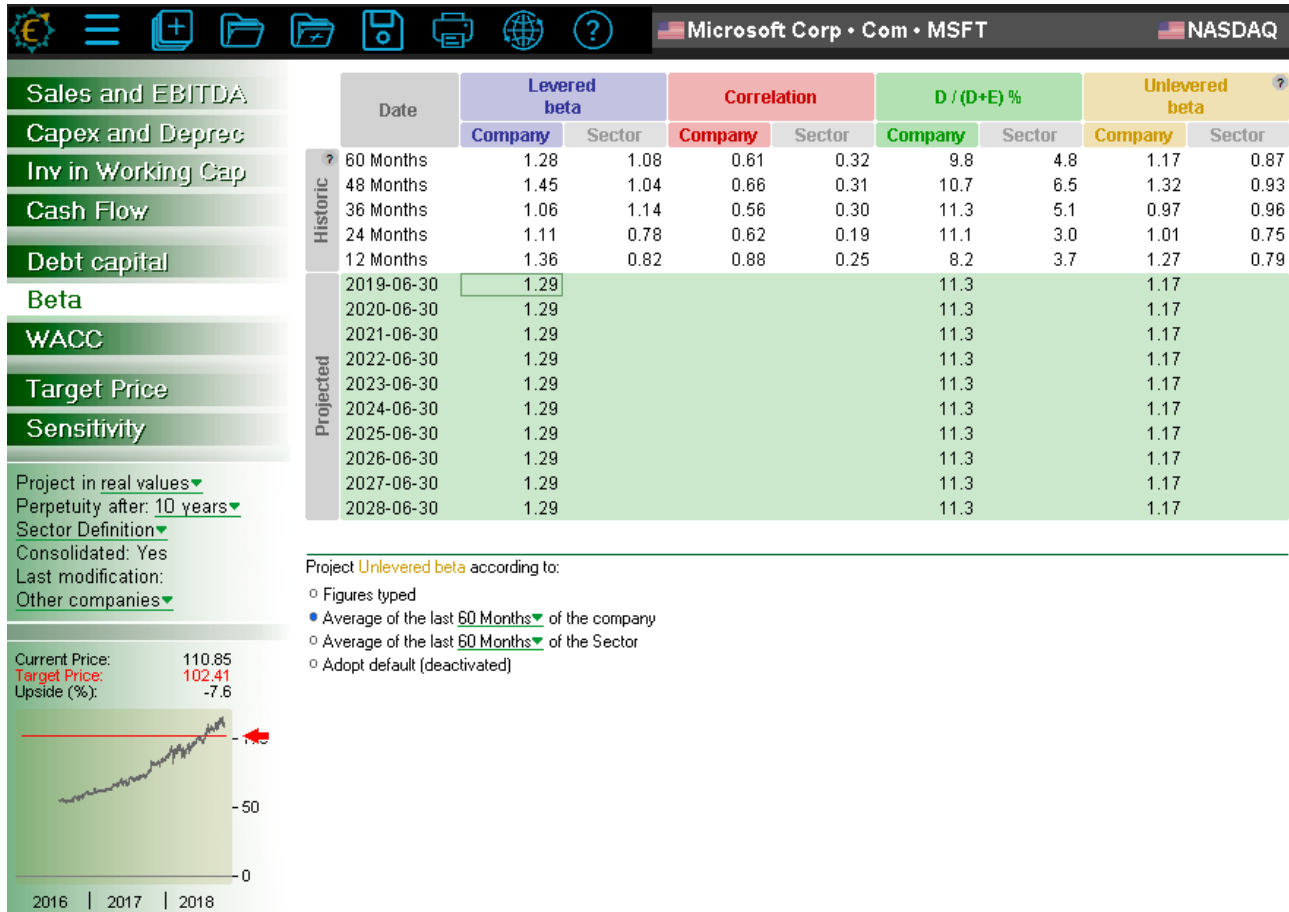 Microsoft Corp • Com • MSFT NASDAQ
Sales and EBITDA
Capex and Deprec
Inv in Working Cap
Cash Flow
Debt capital
Beta
WACC
Target Price
Sensitivity
Project in real values
Perpetuity after: 10 years
Sector Definition
Consolidated: Yes
Last modification:
Other companies
Current Price: 110.85
Target Price: 102.41
Upside (%): -7.6
50
0
2016 | 2017 | 2018
Date Levered beta Correlation D / (D+E) % Unlevered beta ?
Company Sector Company Sector Company Sector Company Sector
Historic ?
60 Months 1.28 1.08 0.61 0.32 9.8 4.8 1.17 0.87
48 Months 1.45 1.04 0.66 0.31 10.7 6.5 1.32 0.93
36 Months 1.06 1.14 0.56 0.30 11.3 5.1 0.97 0.96
24 Months 1.11 0.78 0.62 0.19 11.1 3.0 1.01 0.75
12 Months 1.36 0.82 0.88 0.25 8.2 3.7 1.27 0.79
Projected
2019-06-30 1.29 11.3 1.17
2020-06-30 1.29 11.3 1.17
2021-06-30 1.29 11.3 1.17
2022-06-30 1.29 11.3 1.17
2023-06-30 1.29 11.3 1.17
2024-06-30 1.29 11.3 1.17
2025-06-30 1.29 11.3 1.17
2026-06-30 1.29 11.3 1.17
2027-06-30 1.29 11.3 1.17
2028-06-30 1.29 11.3 1.17
Project Unlevered beta according to:
Figures typed
Average of the last 60 Months of the company
Average of the last 60 Months of the Sector
Adopt default (deactivated)